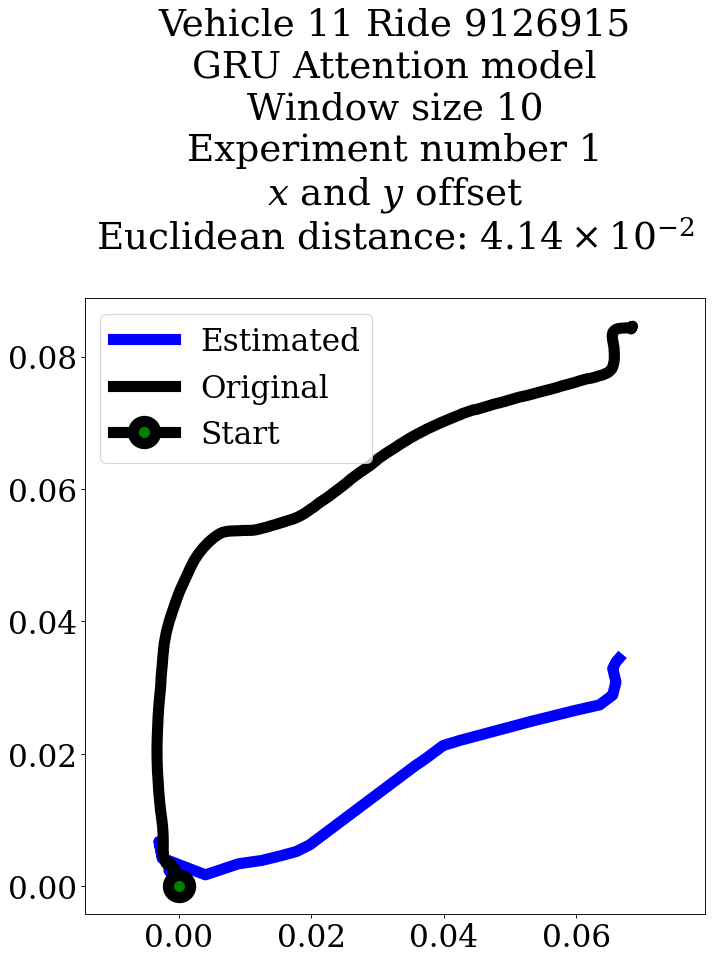 Vehicle 11 Ride 9126915
GRU Attention model
Window size 10
Experiment number 1
x and y offset
Euclidean distance: 4.14 × 10⁻²
Estimated
Original
Start
0.08
0.06
0.04
0.02
0.00
0.00 0.02 0.04 0.06